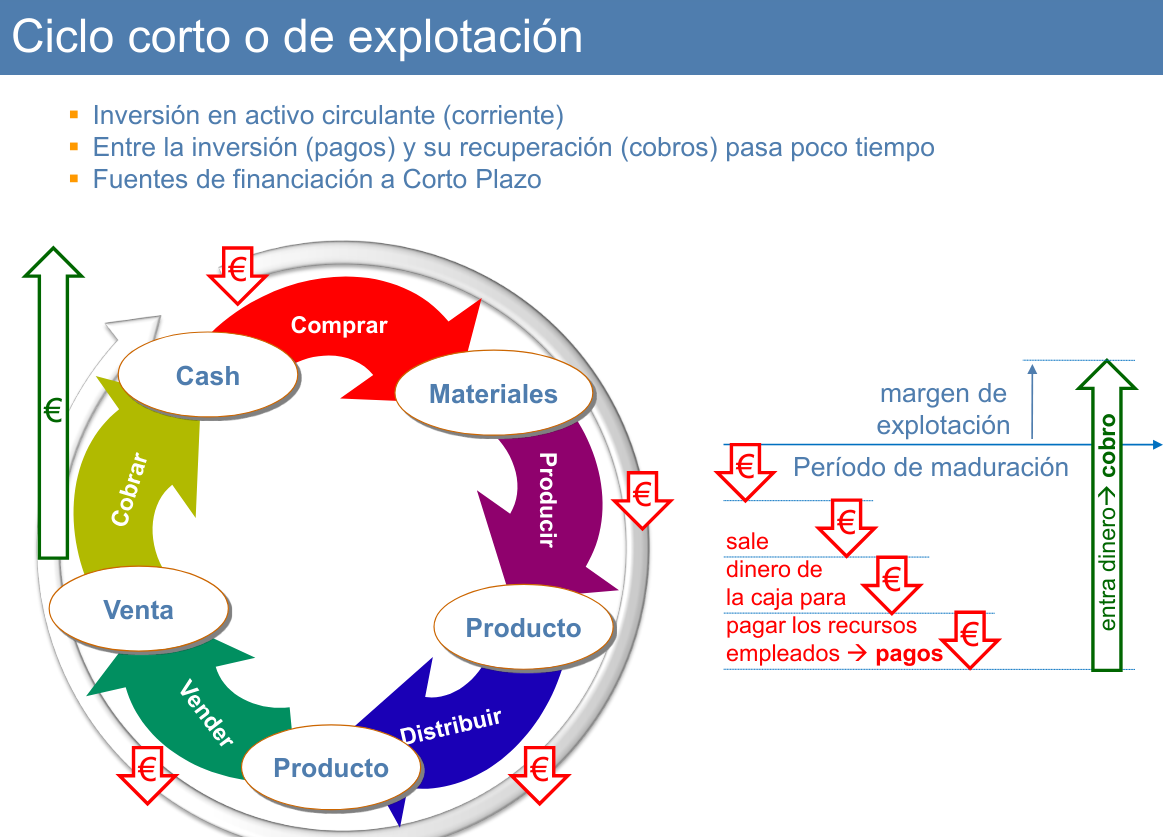 Ciclo corto o de explotación
Inversión en activo circulante (corriente)
Entre la inversión (pagos) y su recuperación (cobros) pasa poco tiempo
Fuentes de financiación a Corto Plazo
€
Comprar
Cash
Materiales
€
Cobrar
Producir
€
Venta
Producto
Vender
Distribuir
Producto
€
€
margen de
explotación
Período de maduración
€
€
€
€
sale
dinero de
la caja para
pagar los recursos
empleados → pagos
entra dinero→ cobro